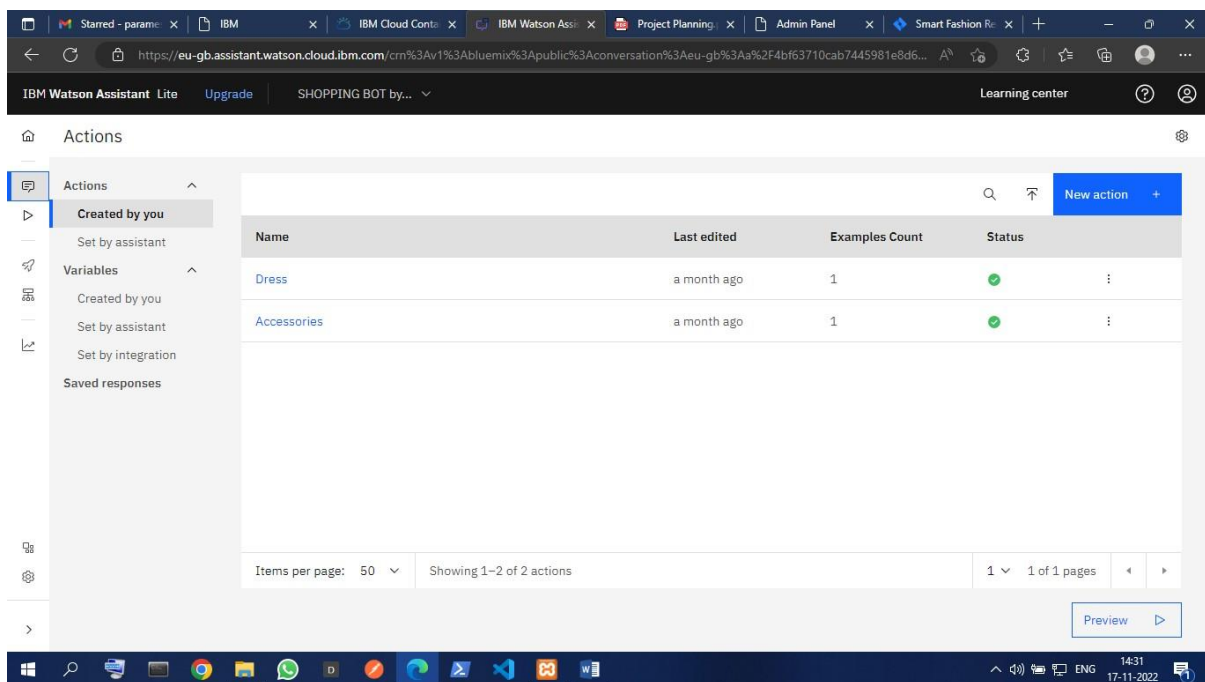 Starred - parame IBM IBM Cloud Conta IBM Watson Assis Project Planning. Admin Panel Smart Fashion Re
https://eu-gb.assistant.watson.cloud.ibm.com/crn%3Av1%3Abluemix%3Apublic%3Aconversation%3Aeu-gb%3Aa%2F4bf63710cab7445981e8d6...
IBM Watson Assistant Lite Upgrade SHOPPING BOT by... Learning center
Actions
Actions
Created by you
Set by assistant
Variables
Created by you
Set by assistant
Set by integration
Saved responses
New action +
Name Last edited Examples Count Status
Dress a month ago 1
Accessories a month ago 1
Items per page: 50 Showing 1–2 of 2 actions 1 1 of 1 pages
Preview
ENG 14:31
17-11-2022